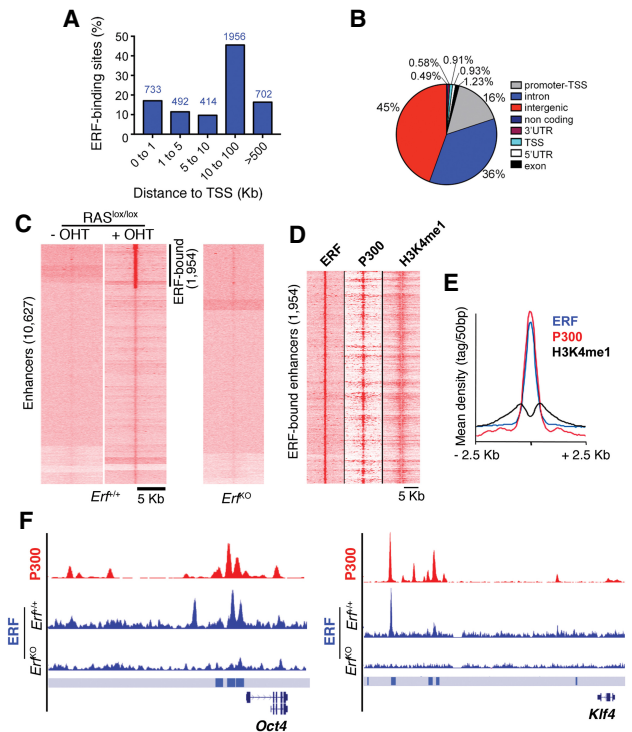 A
ERF-binding sites (%)
50
40
30
20
10
0
733
492
414
1956
702
0 to 1
1 to 5
5 to 10
10 to 100
>500
Distance to TSS (Kb)
B
0.58%
0.49%
0.91%
0.93%
1.23%
16%
45%
36%
promoter-TSS
intron
intergenic
non coding
3'UTR
TSS
5'UTR
exon
C
RASlox/lox
- OHT + OHT
Enhancers (10,627)
ERF-bound
(1,954)
Erf+/+
5 Kb
ErfKO
D
ERF
P300
H3K4me1
ERF-bound enhancers (1,954)
5 Kb
E
Mean density (tag/50bp)
ERF
P300
H3K4me1
- 2.5 Kb + 2.5 Kb
F
P300
ERF
Erf+/+
ErfKO
Oct4
P300
ERF
Erf+/+
ErfKO
Klf4